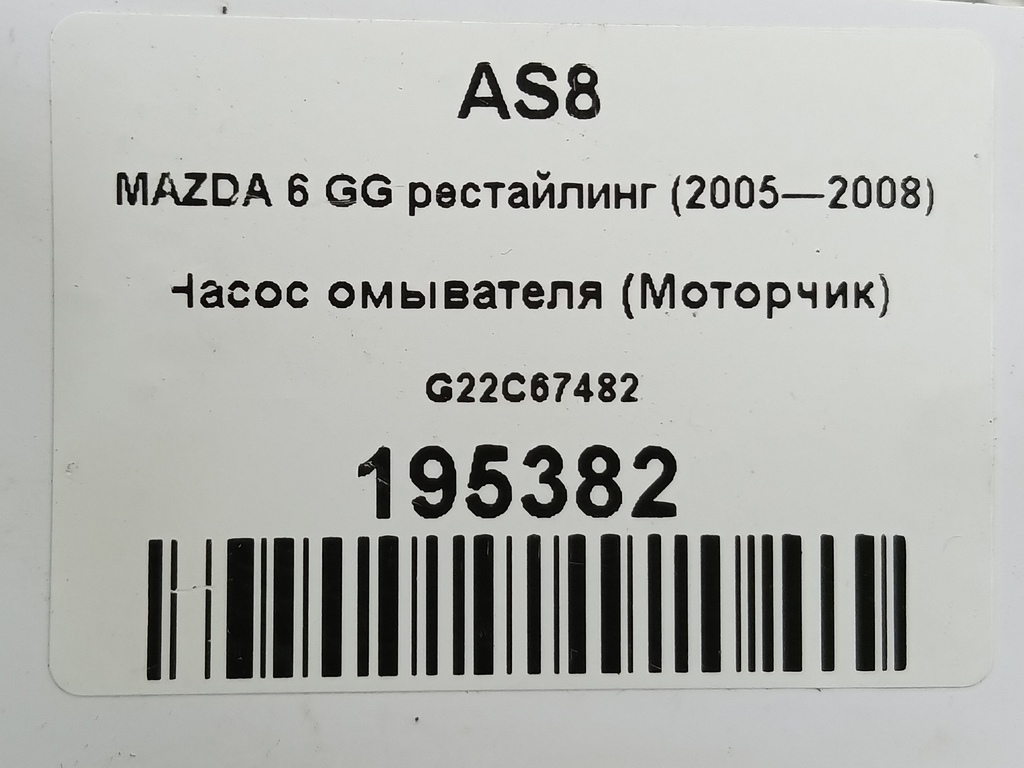 AS8
MAZDA 6 GG рестайлинг (2005—2008)
Насос омывателя (Моторчик)
G22C67482
195382